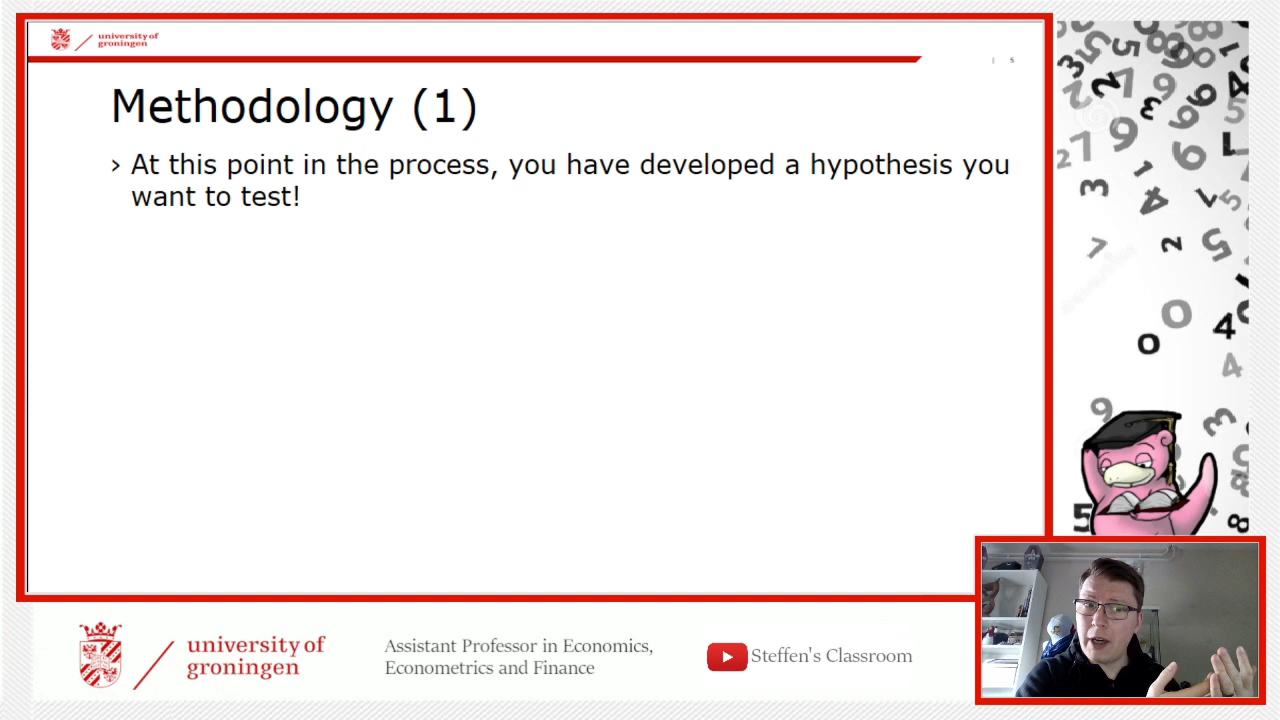 university of
groningen
| 5
Methodology (1)
› At this point in the process, you have developed a hypothesis you
want to test!
university of
groningen
Assistant Professor in Economics,
Econometrics and Finance
Steffen's Classroom